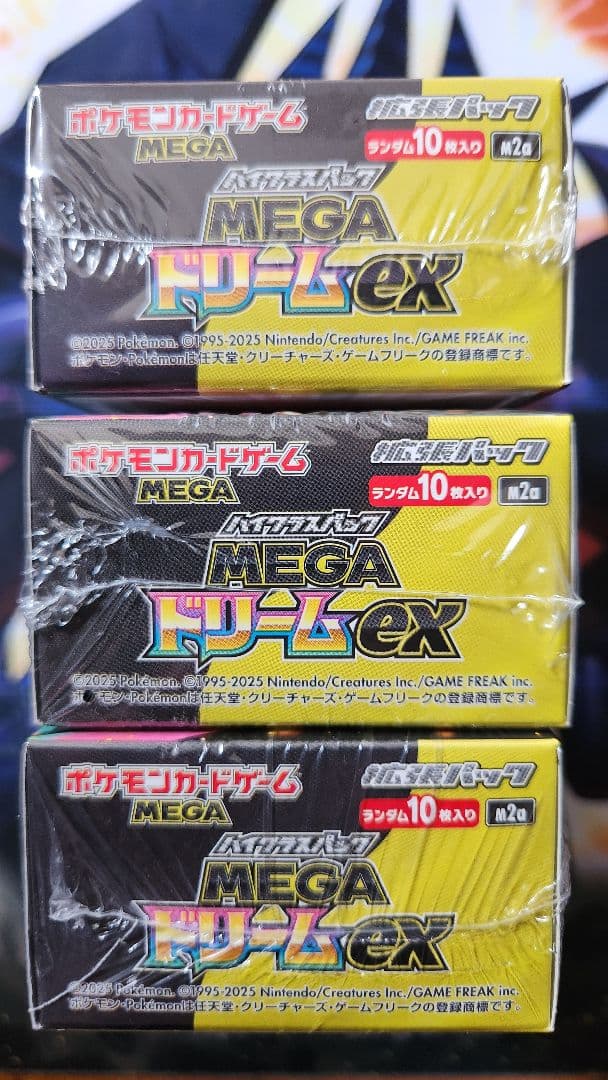 ポケモンカードゲーム
MEGA
拡張パック
ランダム10枚入り M2a
ハイクラスパック
MEGA
ドリームex
©2025 Pokémon. ©1995-2025 Nintendo/Creatures Inc./GAME FREAK inc.
ポケモン・Pokémonは任天堂・クリーチャーズ・ゲームフリークの登録商標です。
ポケモンカードゲーム
MEGA
拡張パック
ランダム10枚入り M2a
ハイクラスパック
MEGA
ドリームex
©2025 Pokémon. ©1995-2025 Nintendo/Creatures Inc./GAME FREAK inc.
ポケモン・Pokémonは任天堂・クリーチャーズ・ゲームフリークの登録商標です。
ポケモンカードゲーム
MEGA
拡張パック
ランダム10枚入り M2a
ハイクラスパック
MEGA
ドリームex
©2025 Pokémon. ©1995-2025 Nintendo/Creatures Inc./GAME FREAK inc.
ポケモン・Pokémonは任天堂・クリーチャーズ・ゲームフリークの登録商標です。